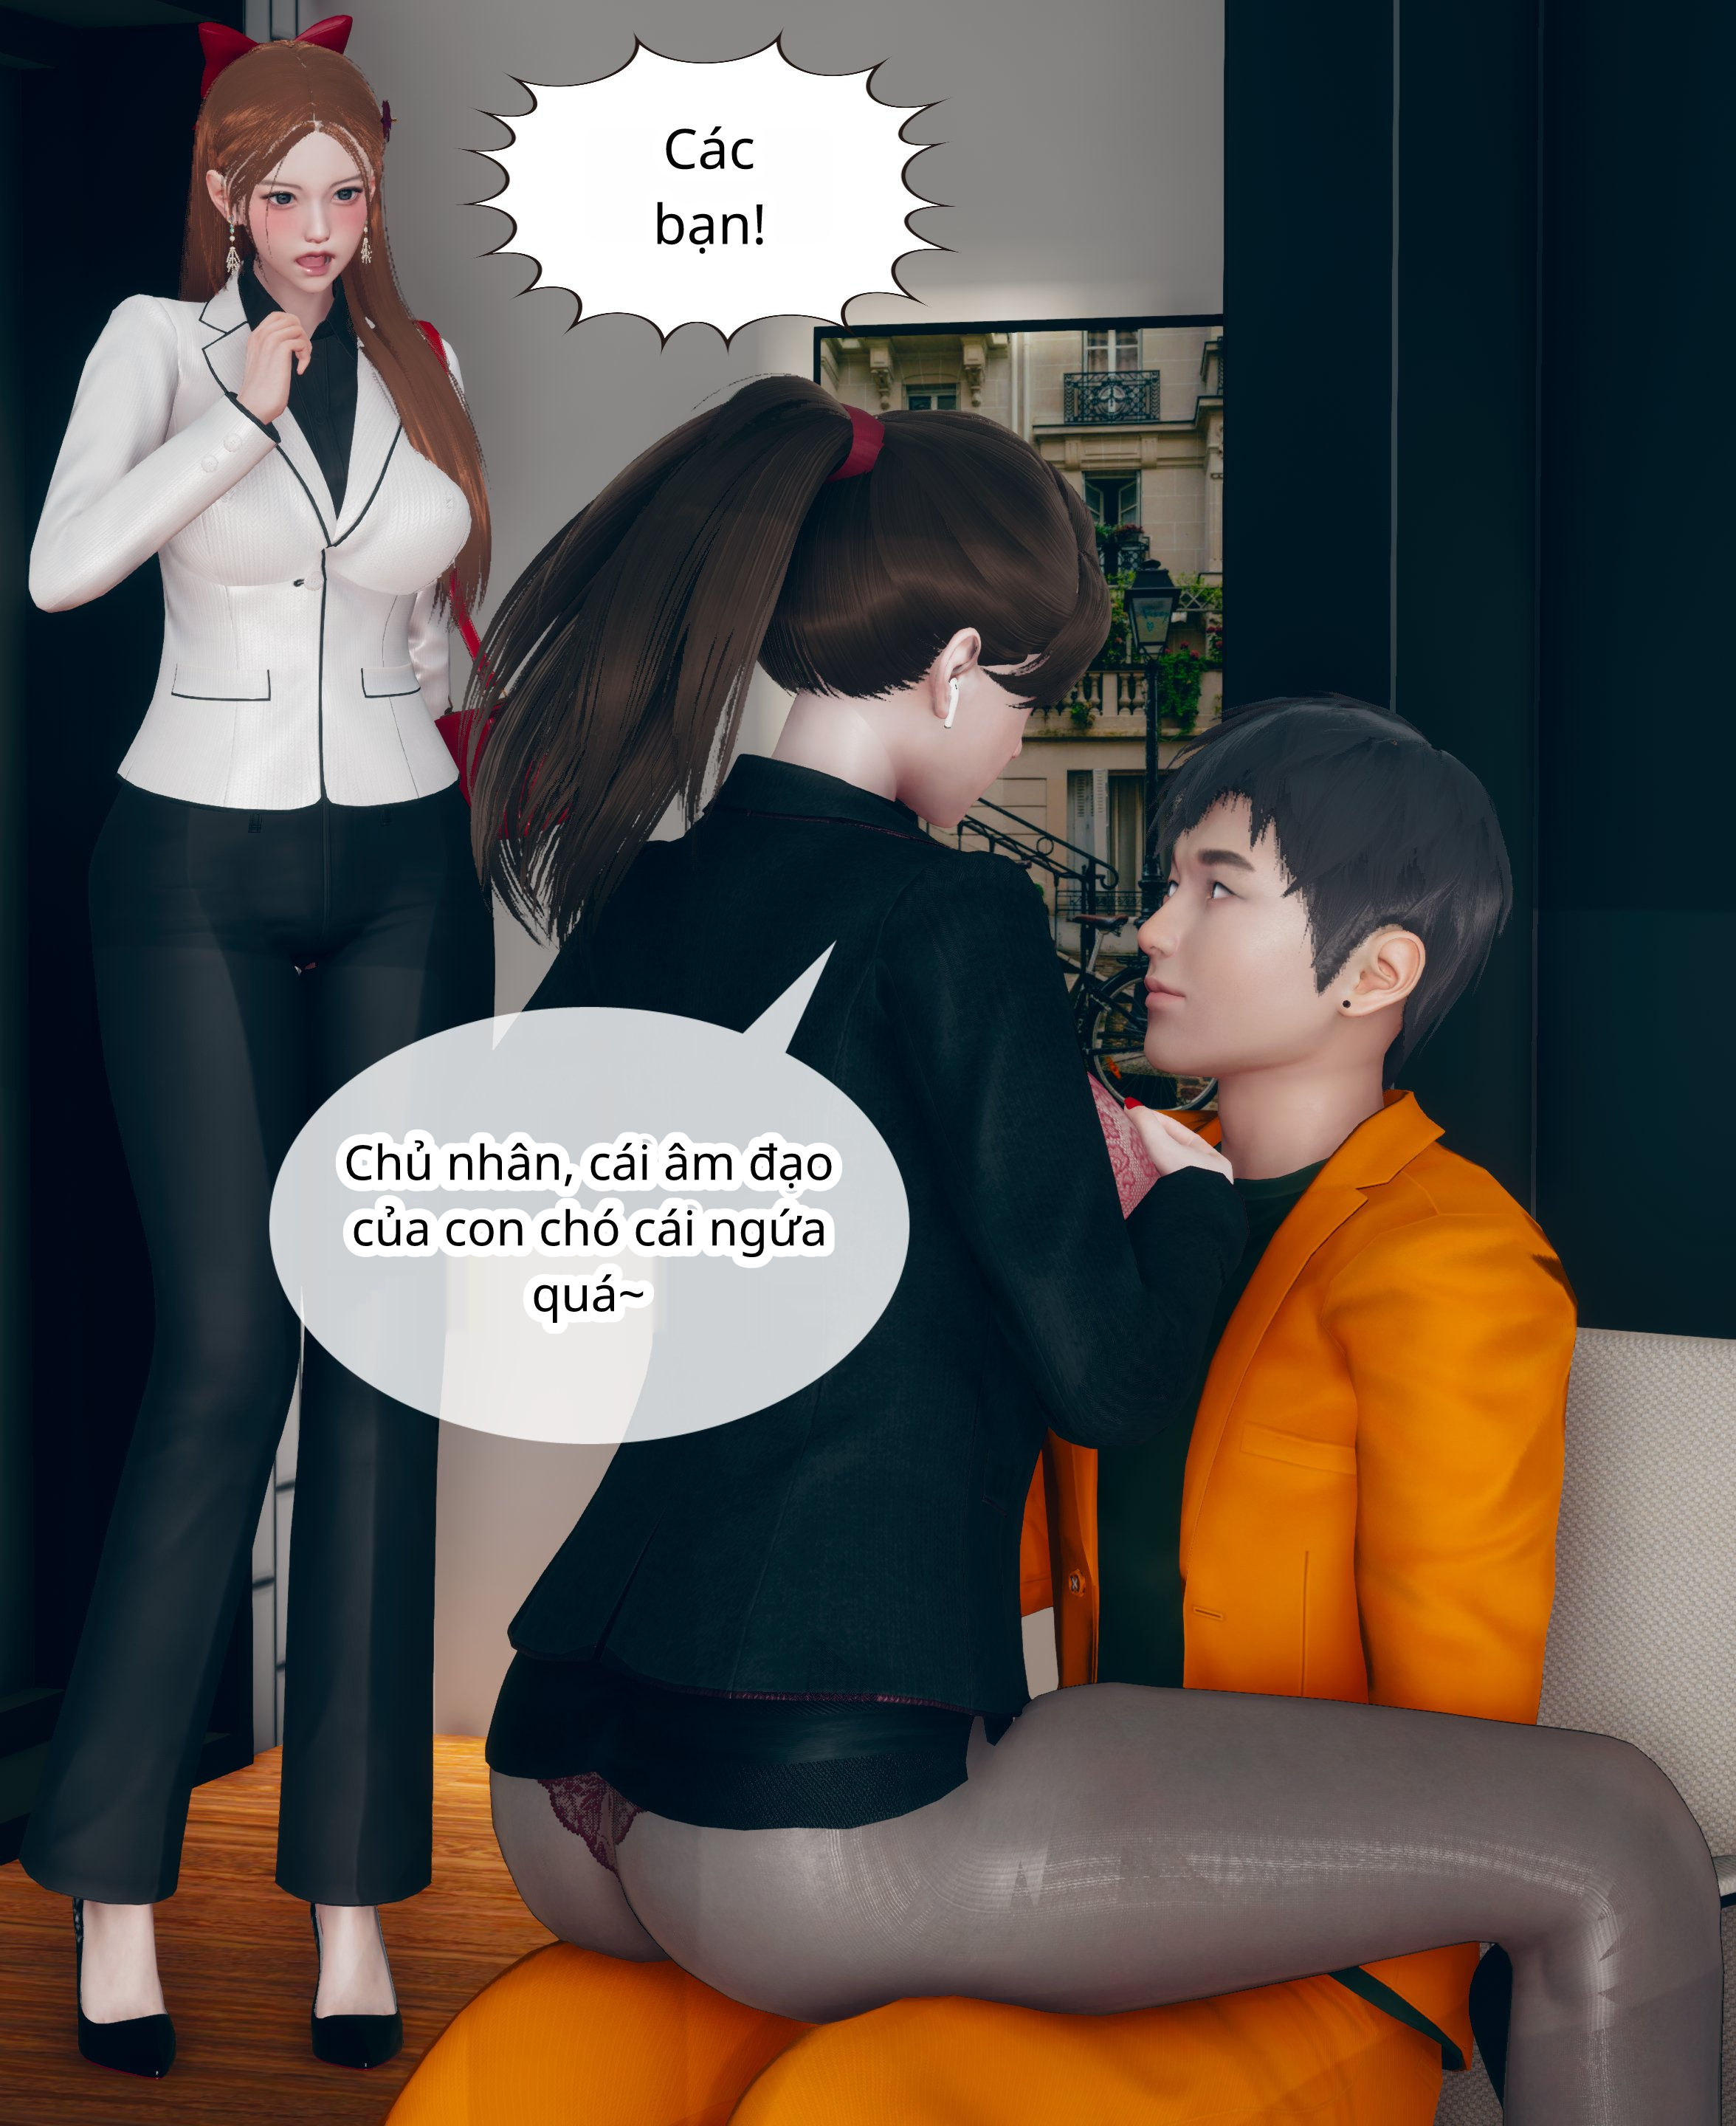 Các
bạn!
Chủ nhân, cái âm đạo
của con chó cái ngứa
quá~